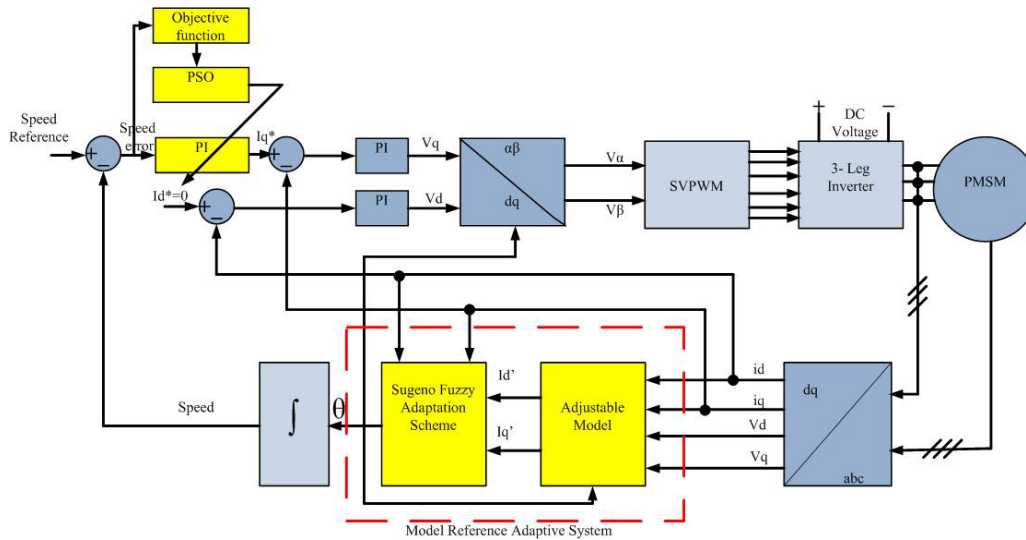 Objective
function
PSO
Speed
Reference
+
−
Speed
error
PI
Iq*
+
−
Id*=0
+
−
PI
Vq
PI
Vd
αβ
dq
Vα
Vβ
SVPWM
+
DC
Voltage
−
3- Leg
Inverter
PMSM
Speed
∫
θ
Sugeno Fuzzy
Adaptation
Scheme
Id’
Iq’
Adjustable
Model
id
iq
Vd
Vq
dq
abc
Model Reference Adaptive System